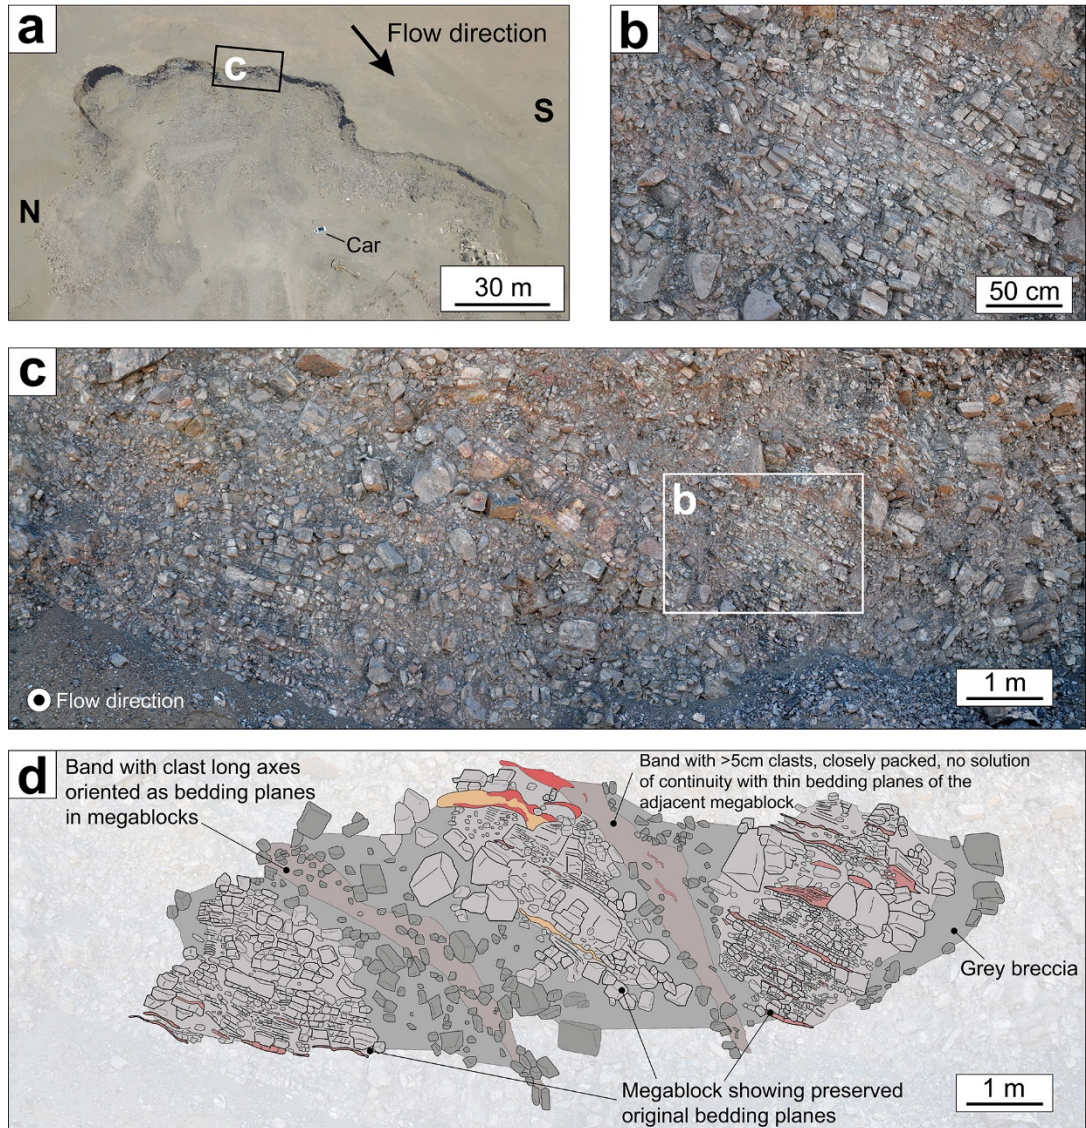 a
Flow direction
C
S
N
Car
30 m
b
50 cm
c
b
Flow direction
1 m
d
Band with clast long axes
oriented as bedding planes
in megablocks
Band with >5cm clasts, closely packed, no solution
of continuity with thin bedding planes of the
adjacent megablock
Grey breccia
Megablock showing preserved
original bedding planes
1 m